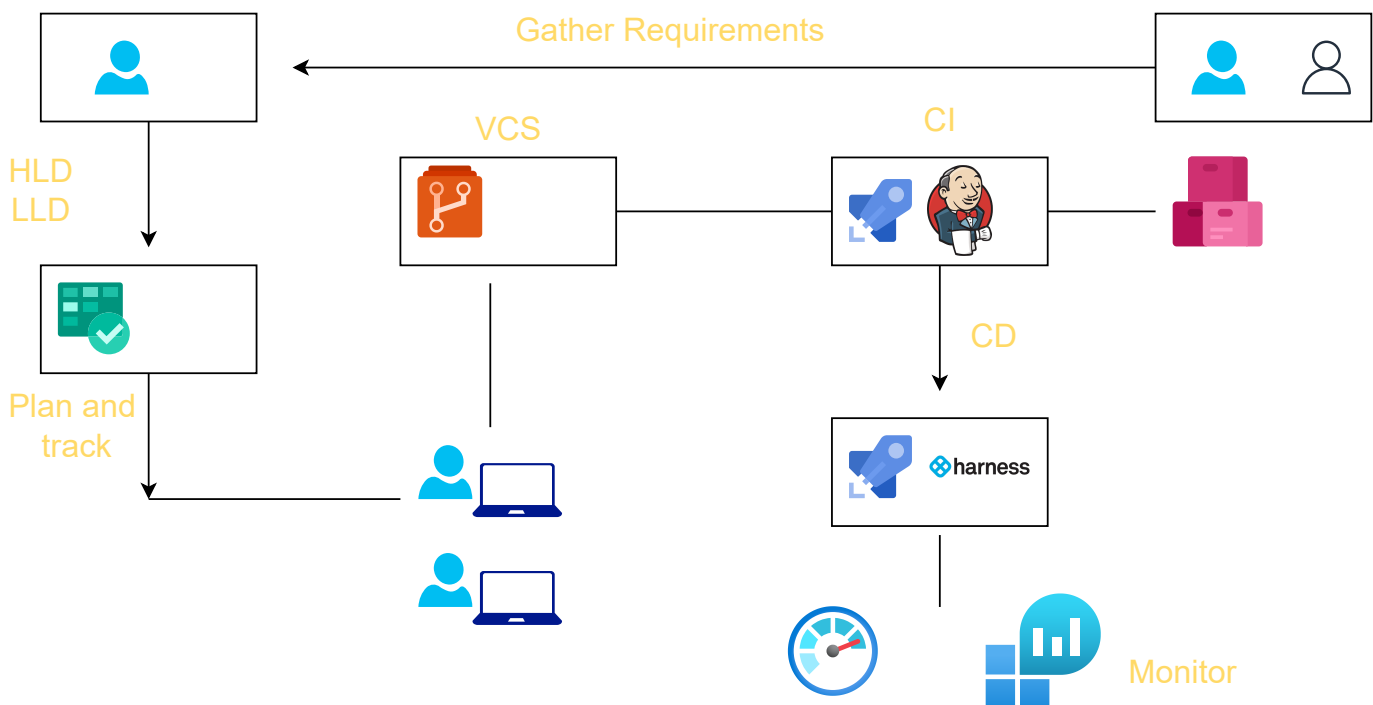 Gather Requirements
VCS
CI
HLD
LLD
CD
Plan and
track
harness
Monitor